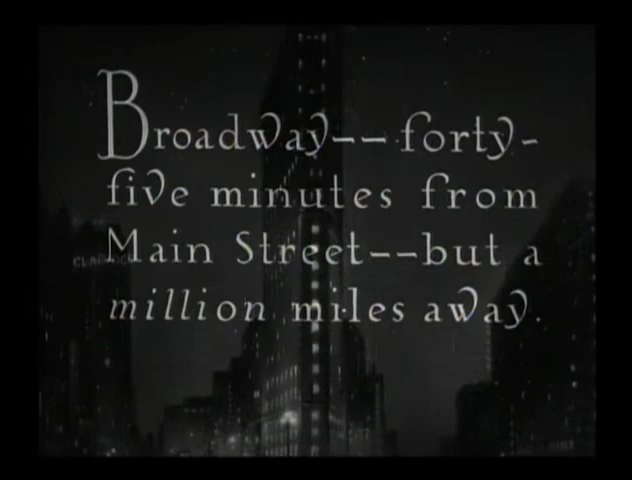 Broadway--forty-
five minutes from
Main Street--but a
million miles away.